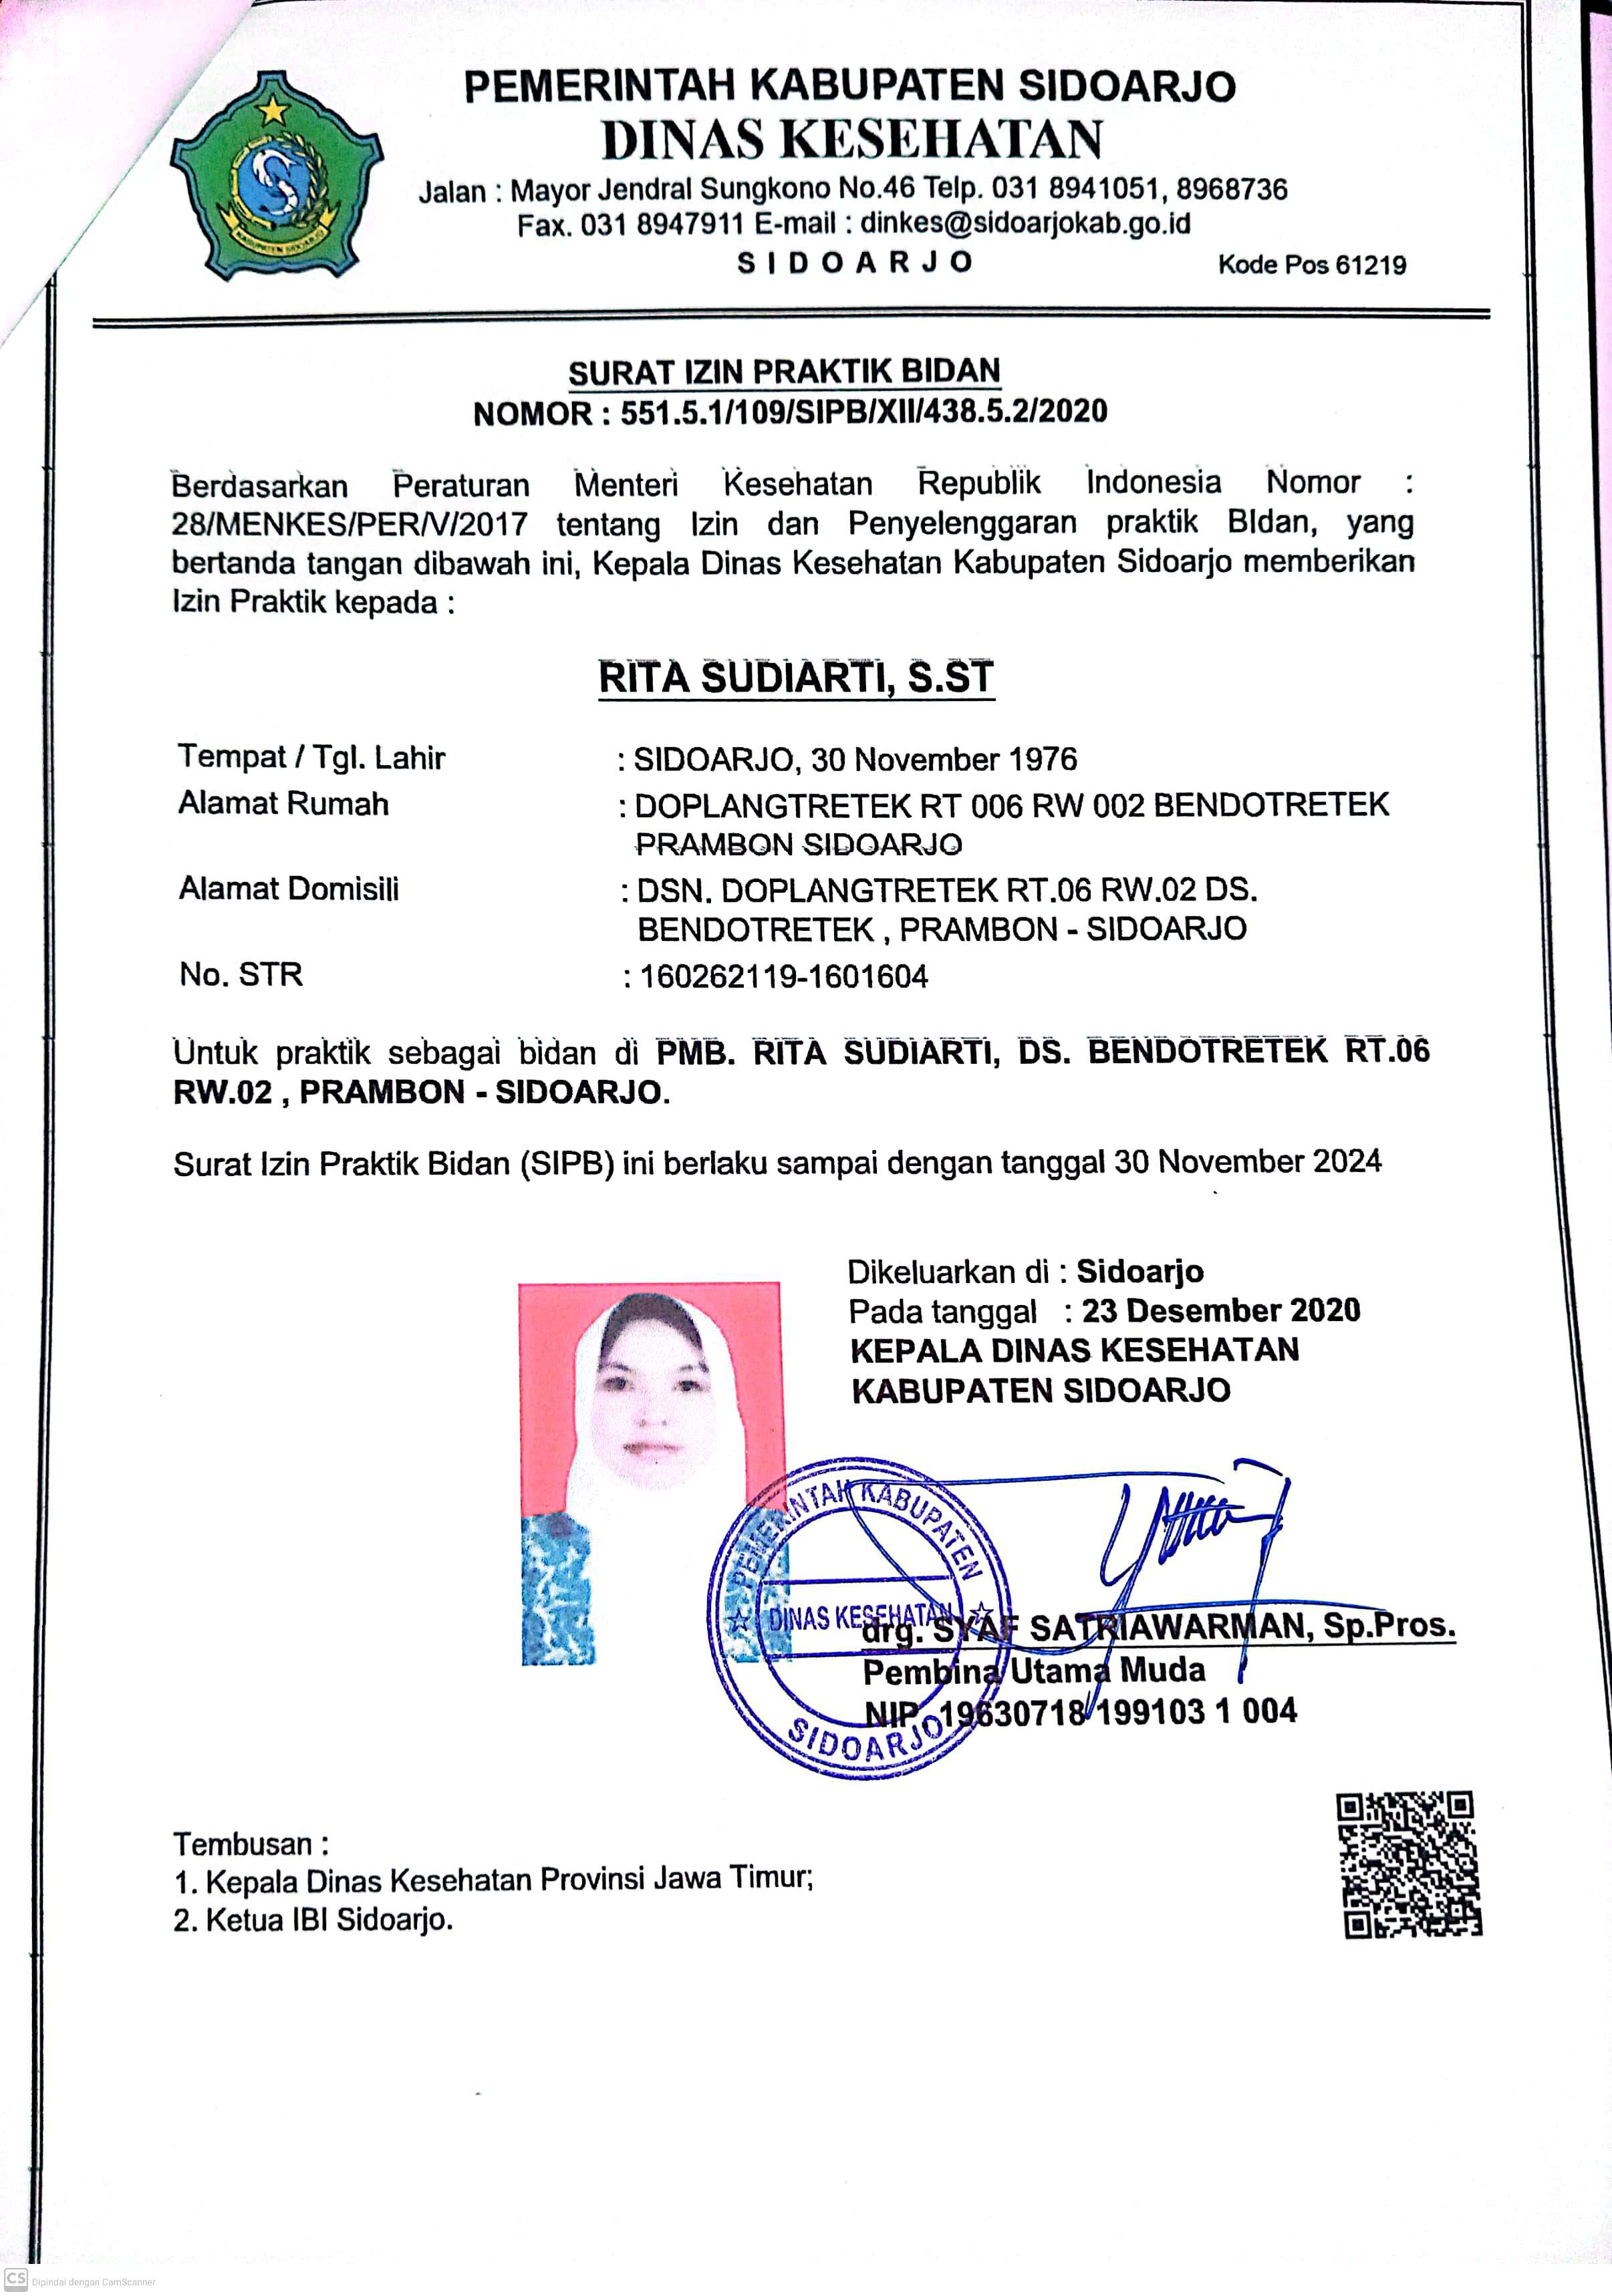 PEMERINTAH KABUPATEN SIDOARJO
DINAS KESEHATAN
Jalan : Mayor Jendral Sungkono No.46 Telp. 031 8941051, 8968736
Fax. 031 8947911 E-mail : dinkes@sidoarjokab.go.id
SIDOARJO
Kode Pos 61219
KABUPATEN SIDOARJO
SURAT IZIN PRAKTIK BIDAN
NOMOR : 551.5.1/109/SIPB/XII/438.5.2/2020
Berdasarkan Peraturan Menteri Kesehatan Republik Indonesia Nomor :
28/MENKES/PER/V/2017 tentang Izin dan Penyelenggaran praktik BIdan, yang
bertanda tangan dibawah ini, Kepala Dinas Kesehatan Kabupaten Sidoarjo memberikan
Izin Praktik kepada :
RITA SUDIARTI, S.ST
Tempat / Tgl. Lahir : SIDOARJO, 30 November 1976
Alamat Rumah : DOPLANGTRETEK RT 006 RW 002 BENDOTRETEK
PRAMBON SIDOARJO
Alamat Domisili : DSN. DOPLANGTRETEK RT.06 RW.02 DS.
BENDOTRETEK , PRAMBON - SIDOARJO
No. STR : 160262119-1601604
Untuk praktik sebagai bidan di PMB. RITA SUDIARTI, DS. BENDOTRETEK RT.06
RW.02 , PRAMBON - SIDOARJO.
Surat Izin Praktik Bidan (SIPB) ini berlaku sampai dengan tanggal 30 November 2024
Dikeluarkan di : Sidoarjo
Pada tanggal : 23 Desember 2020
KEPALA DINAS KESEHATAN
KABUPATEN SIDOARJO
PEMERINTAH KABUPATEN
DINAS KESEHATAN
SIDOARJO
drg. SYAF SATRIAWARMAN, Sp.Pros.
Pembina Utama Muda
NIP. 19630718 199103 1 004
Tembusan :
1. Kepala Dinas Kesehatan Provinsi Jawa Timur;
2. Ketua IBI Sidoarjo.
CS Dipindai dengan CamScanner